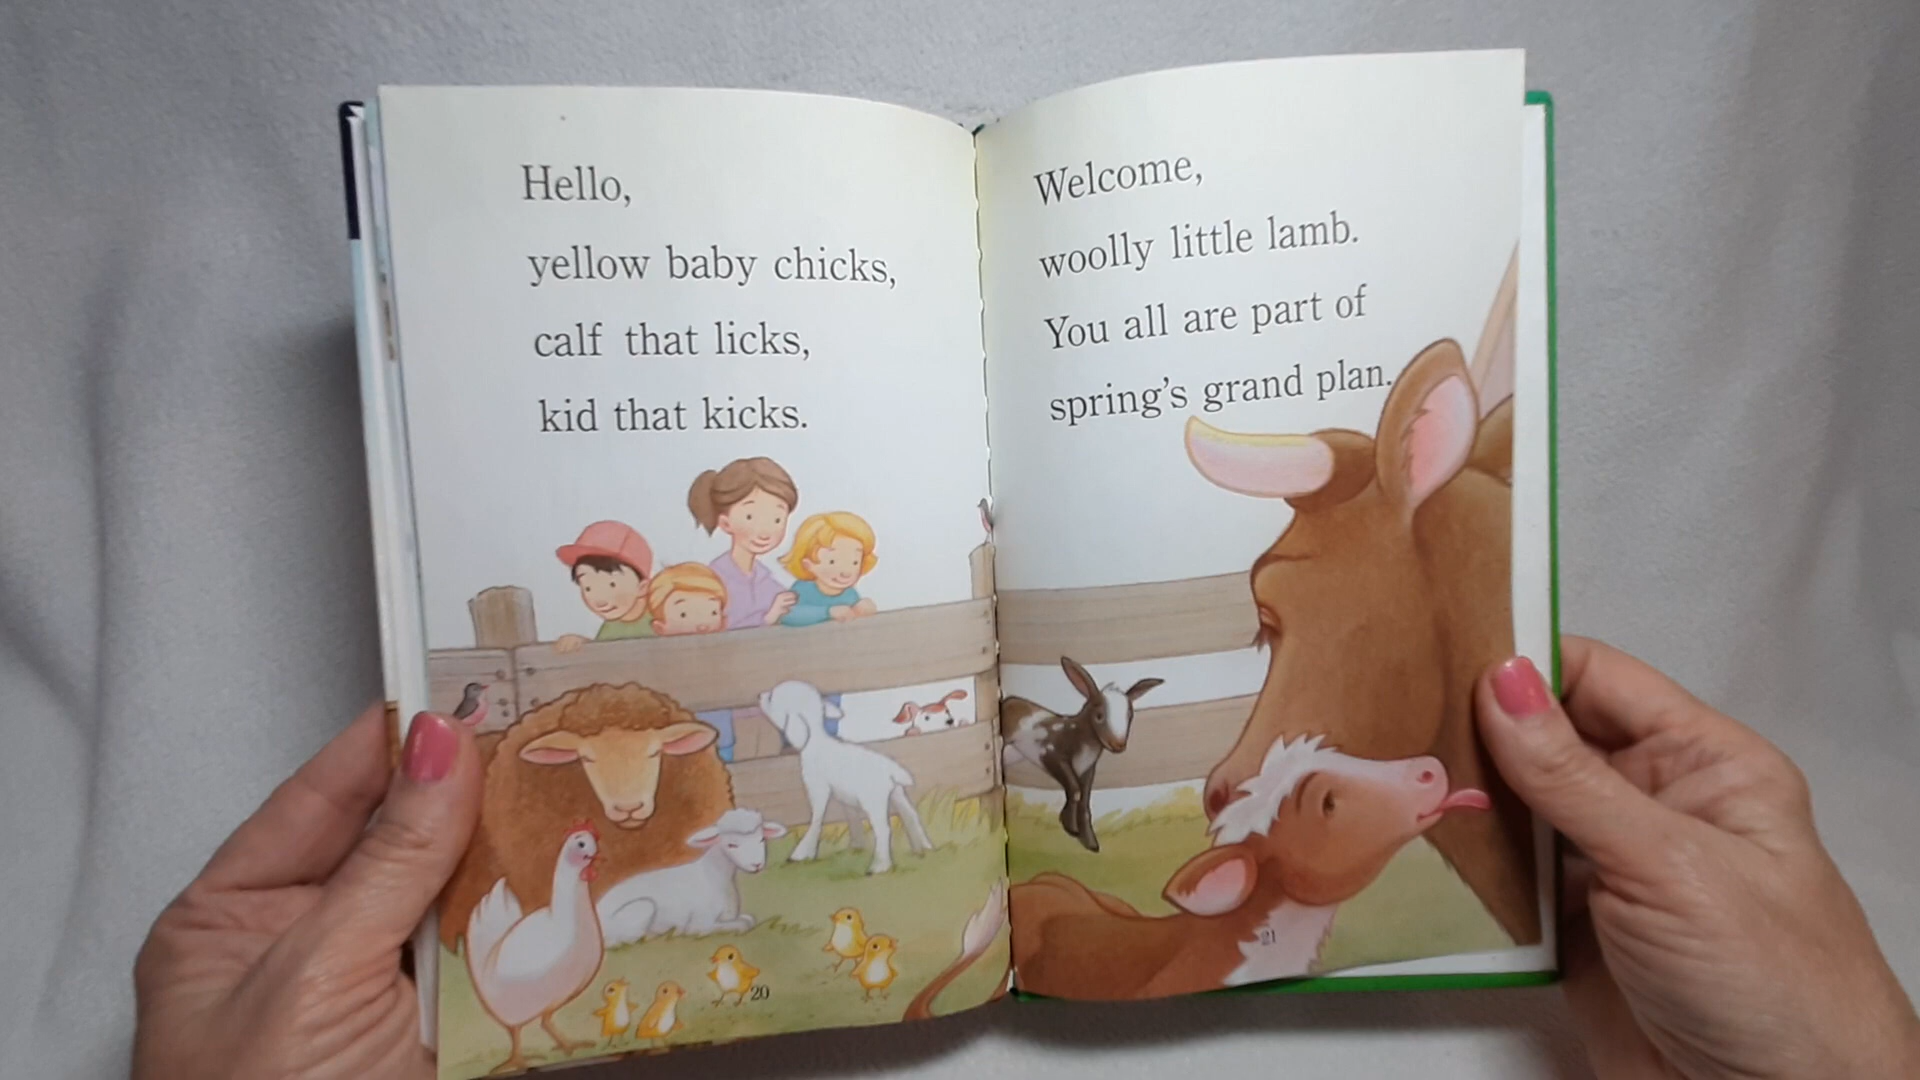 Hello,
yellow baby chicks,
calf that licks,
kid that kicks.
20
Welcome,
woolly little lamb.
You all are part of
spring's grand plan.
21